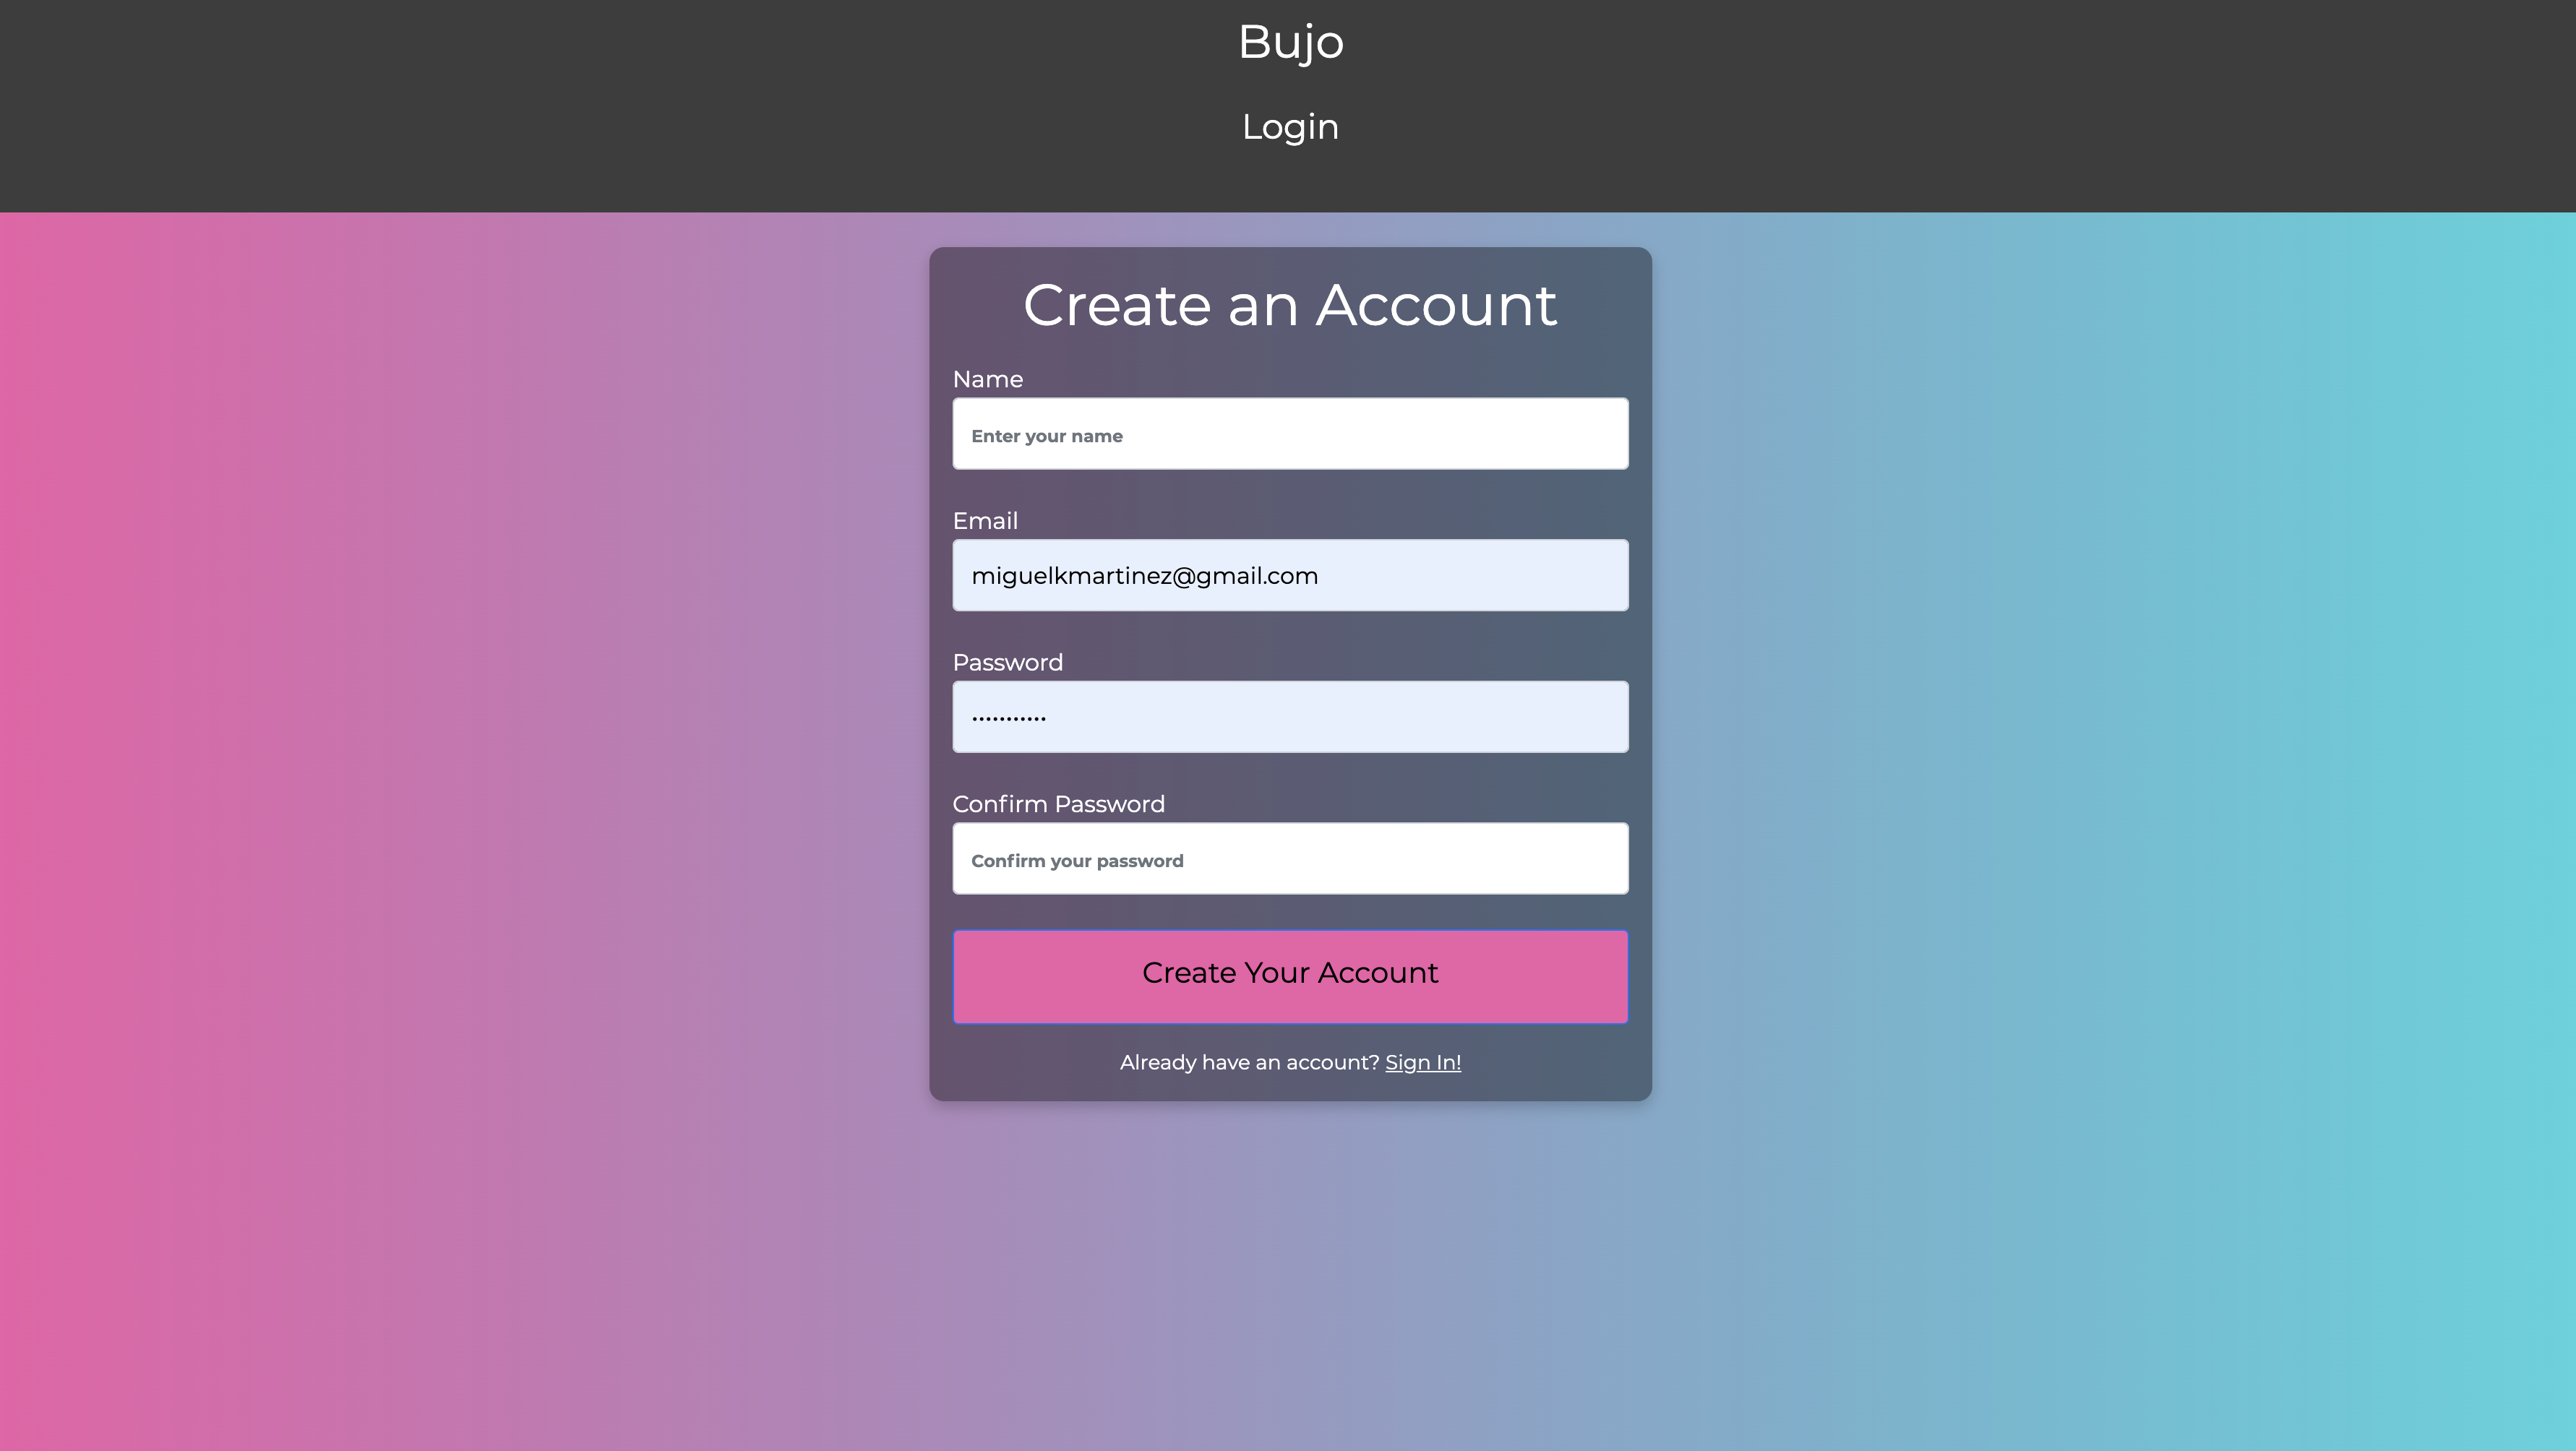 Bujo
Login
Create an Account
Name
Enter your name
Email
miguelkmartinez@gmail.com
Password
•••••••••••
Confirm Password
Confirm your password
Create Your Account
Already have an account? Sign In!